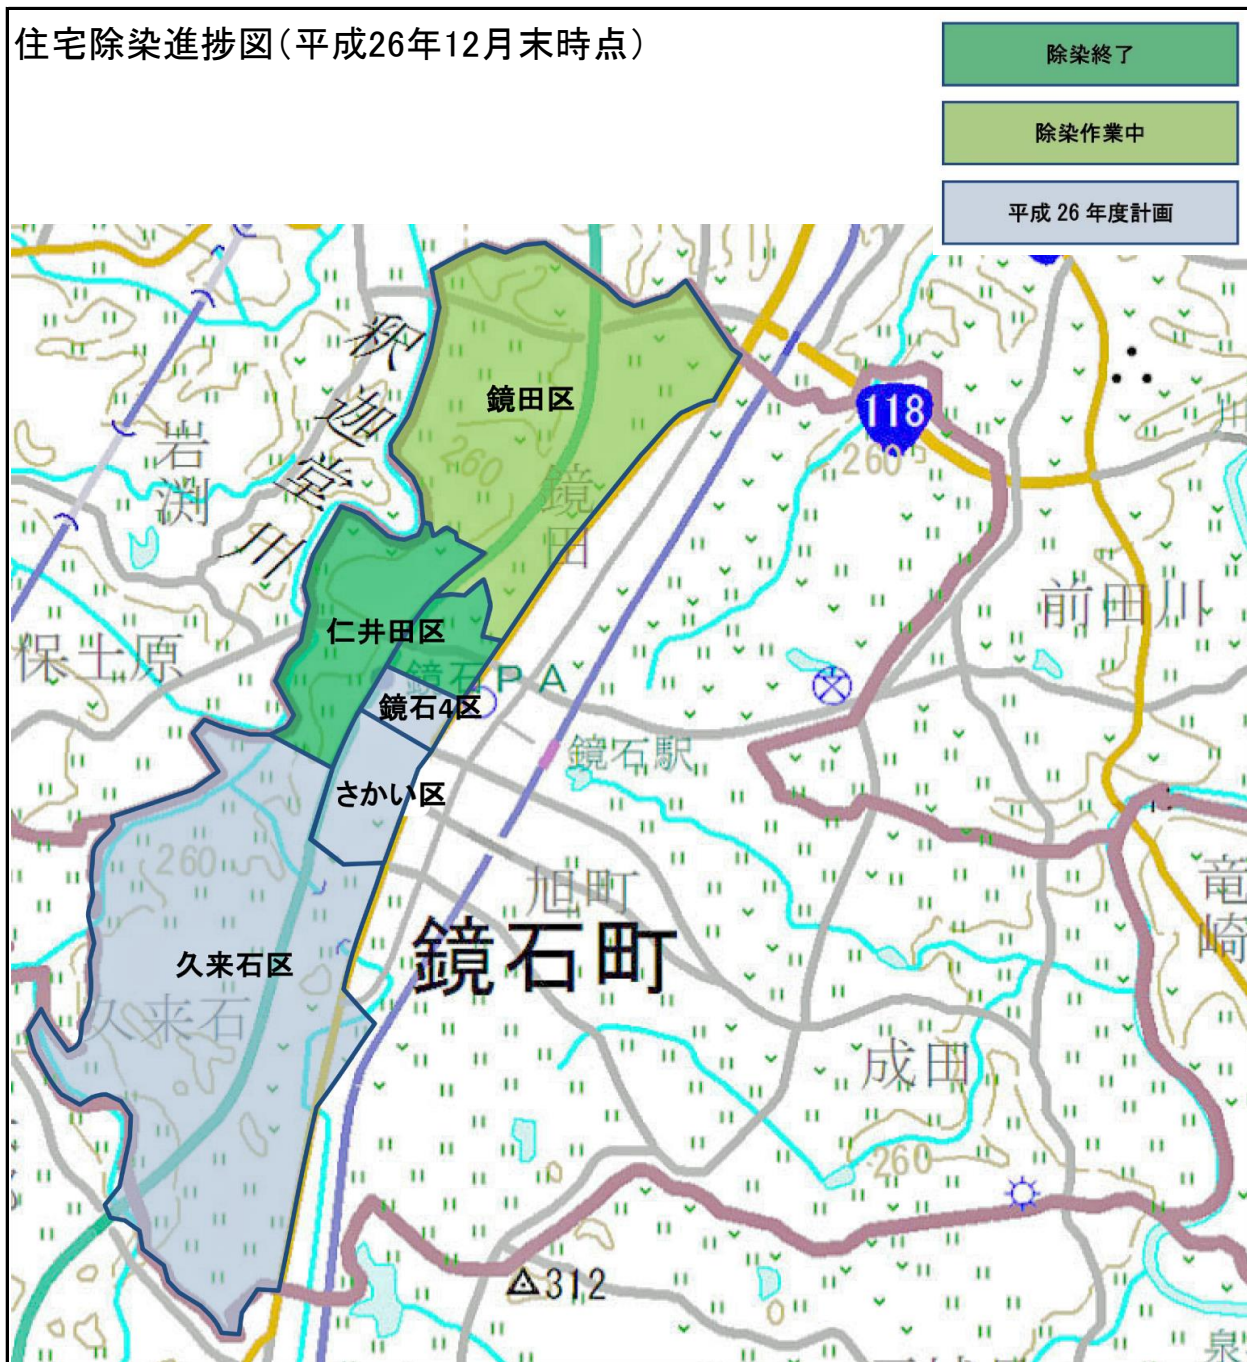 住宅除染進捗図(平成26年12月末時点)
除染終了
除染作業中
平成 26 年度計画
釈迦堂川
118
鏡田区
260
260
岩渕
鏡田
前田川
仁井田区
保土原
鏡石PA
鏡石4区
鏡石駅
さかい区
260
旭町
竜崎
鏡石町
久来石区
久来石
成田
260
312
泉